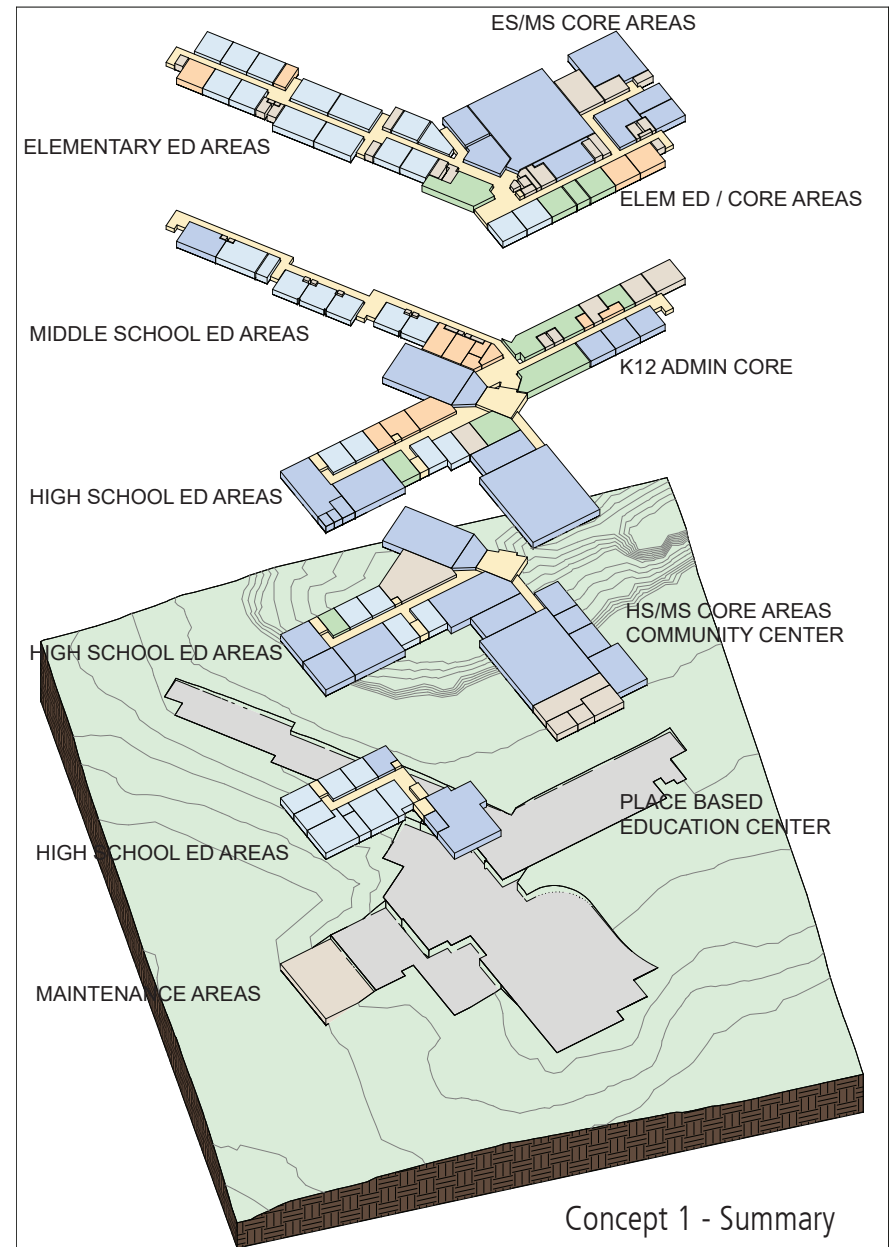 ES/MS CORE AREAS
ELEMENTARY ED AREAS
ELEM ED / CORE AREAS
MIDDLE SCHOOL ED AREAS
K12 ADMIN CORE
HIGH SCHOOL ED AREAS
HS/MS CORE AREAS
COMMUNITY CENTER
HIGH SCHOOL ED AREAS
PLACE BASED
EDUCATION CENTER
HIGH SCHOOL ED AREAS
MAINTENANCE AREAS
Concept 1 - Summary